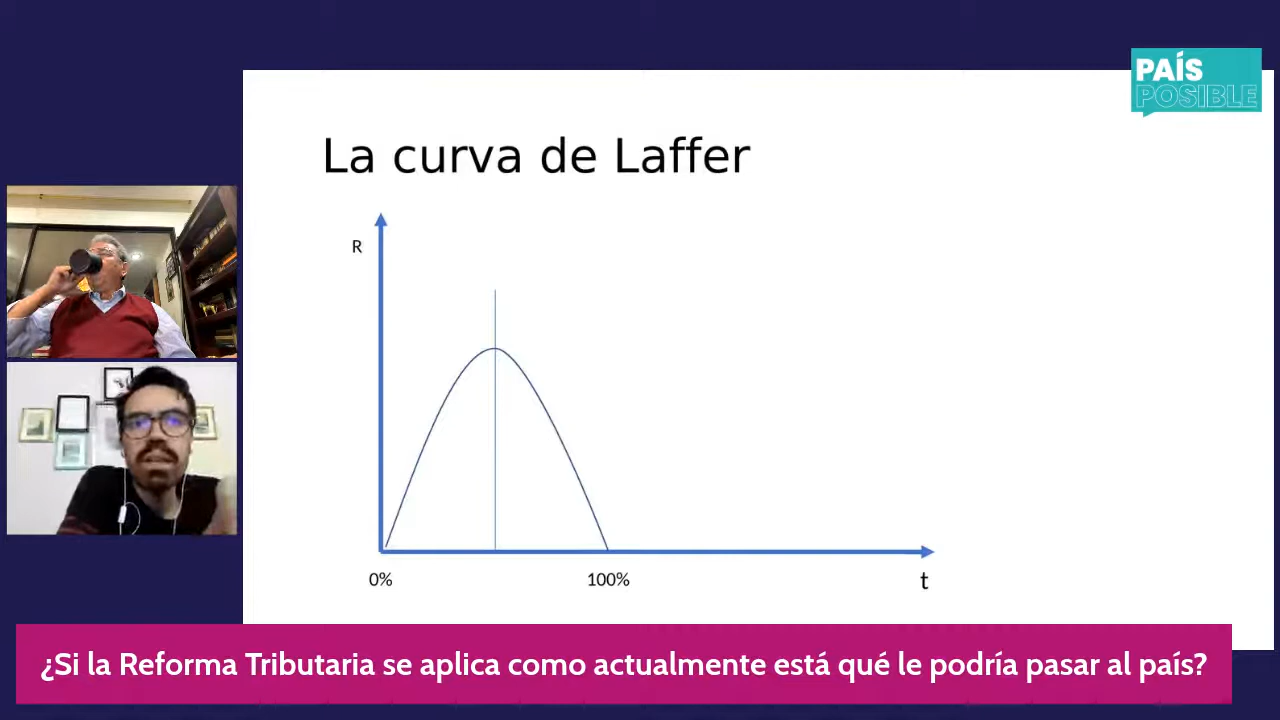 PAÍS
POSIBLE
La curva de Laffer
R
0%
100%
t
¿Si la Reforma Tributaria se aplica como actualmente está qué le podría pasar al país?